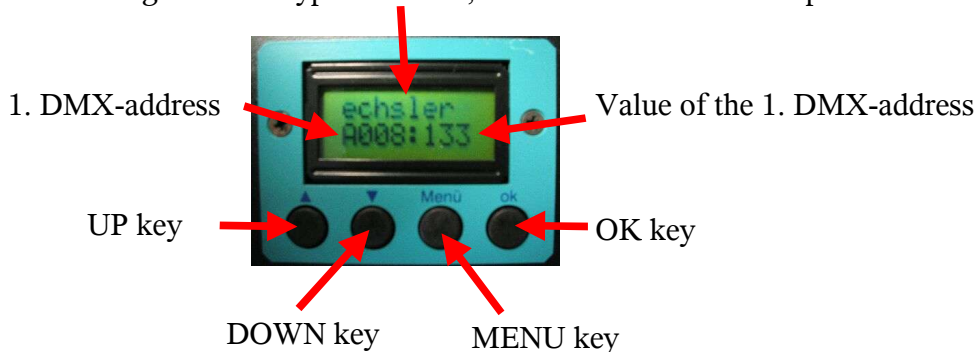 echsler
1. DMX-address
Value of the 1. DMX-address
A008:133
▲ ▼ Menü ok
UP key
OK key
DOWN key
MENU key